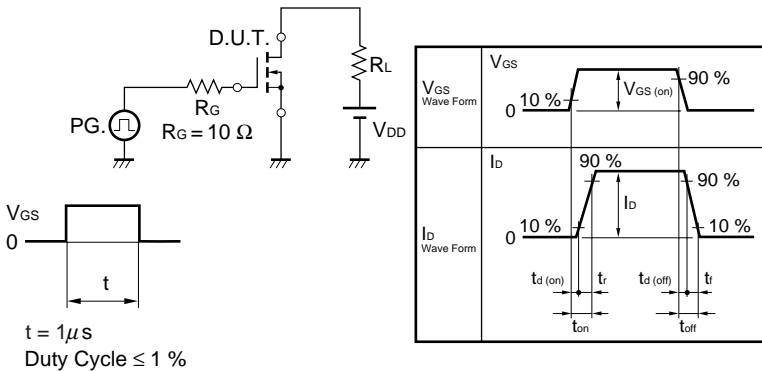 D.U.T.
RL
PG.
RG
RG = 10 Ω
VDD
VGS
0
t
t = 1μs
Duty Cycle ≤ 1 %
VGS
Wave Form
VGS
10 %
0
VGS (on)
90 %
ID
Wave Form
ID
90 %
90 %
10 %
0
ID
10 %
td (on)
tr
td (off)
tf
ton
toff